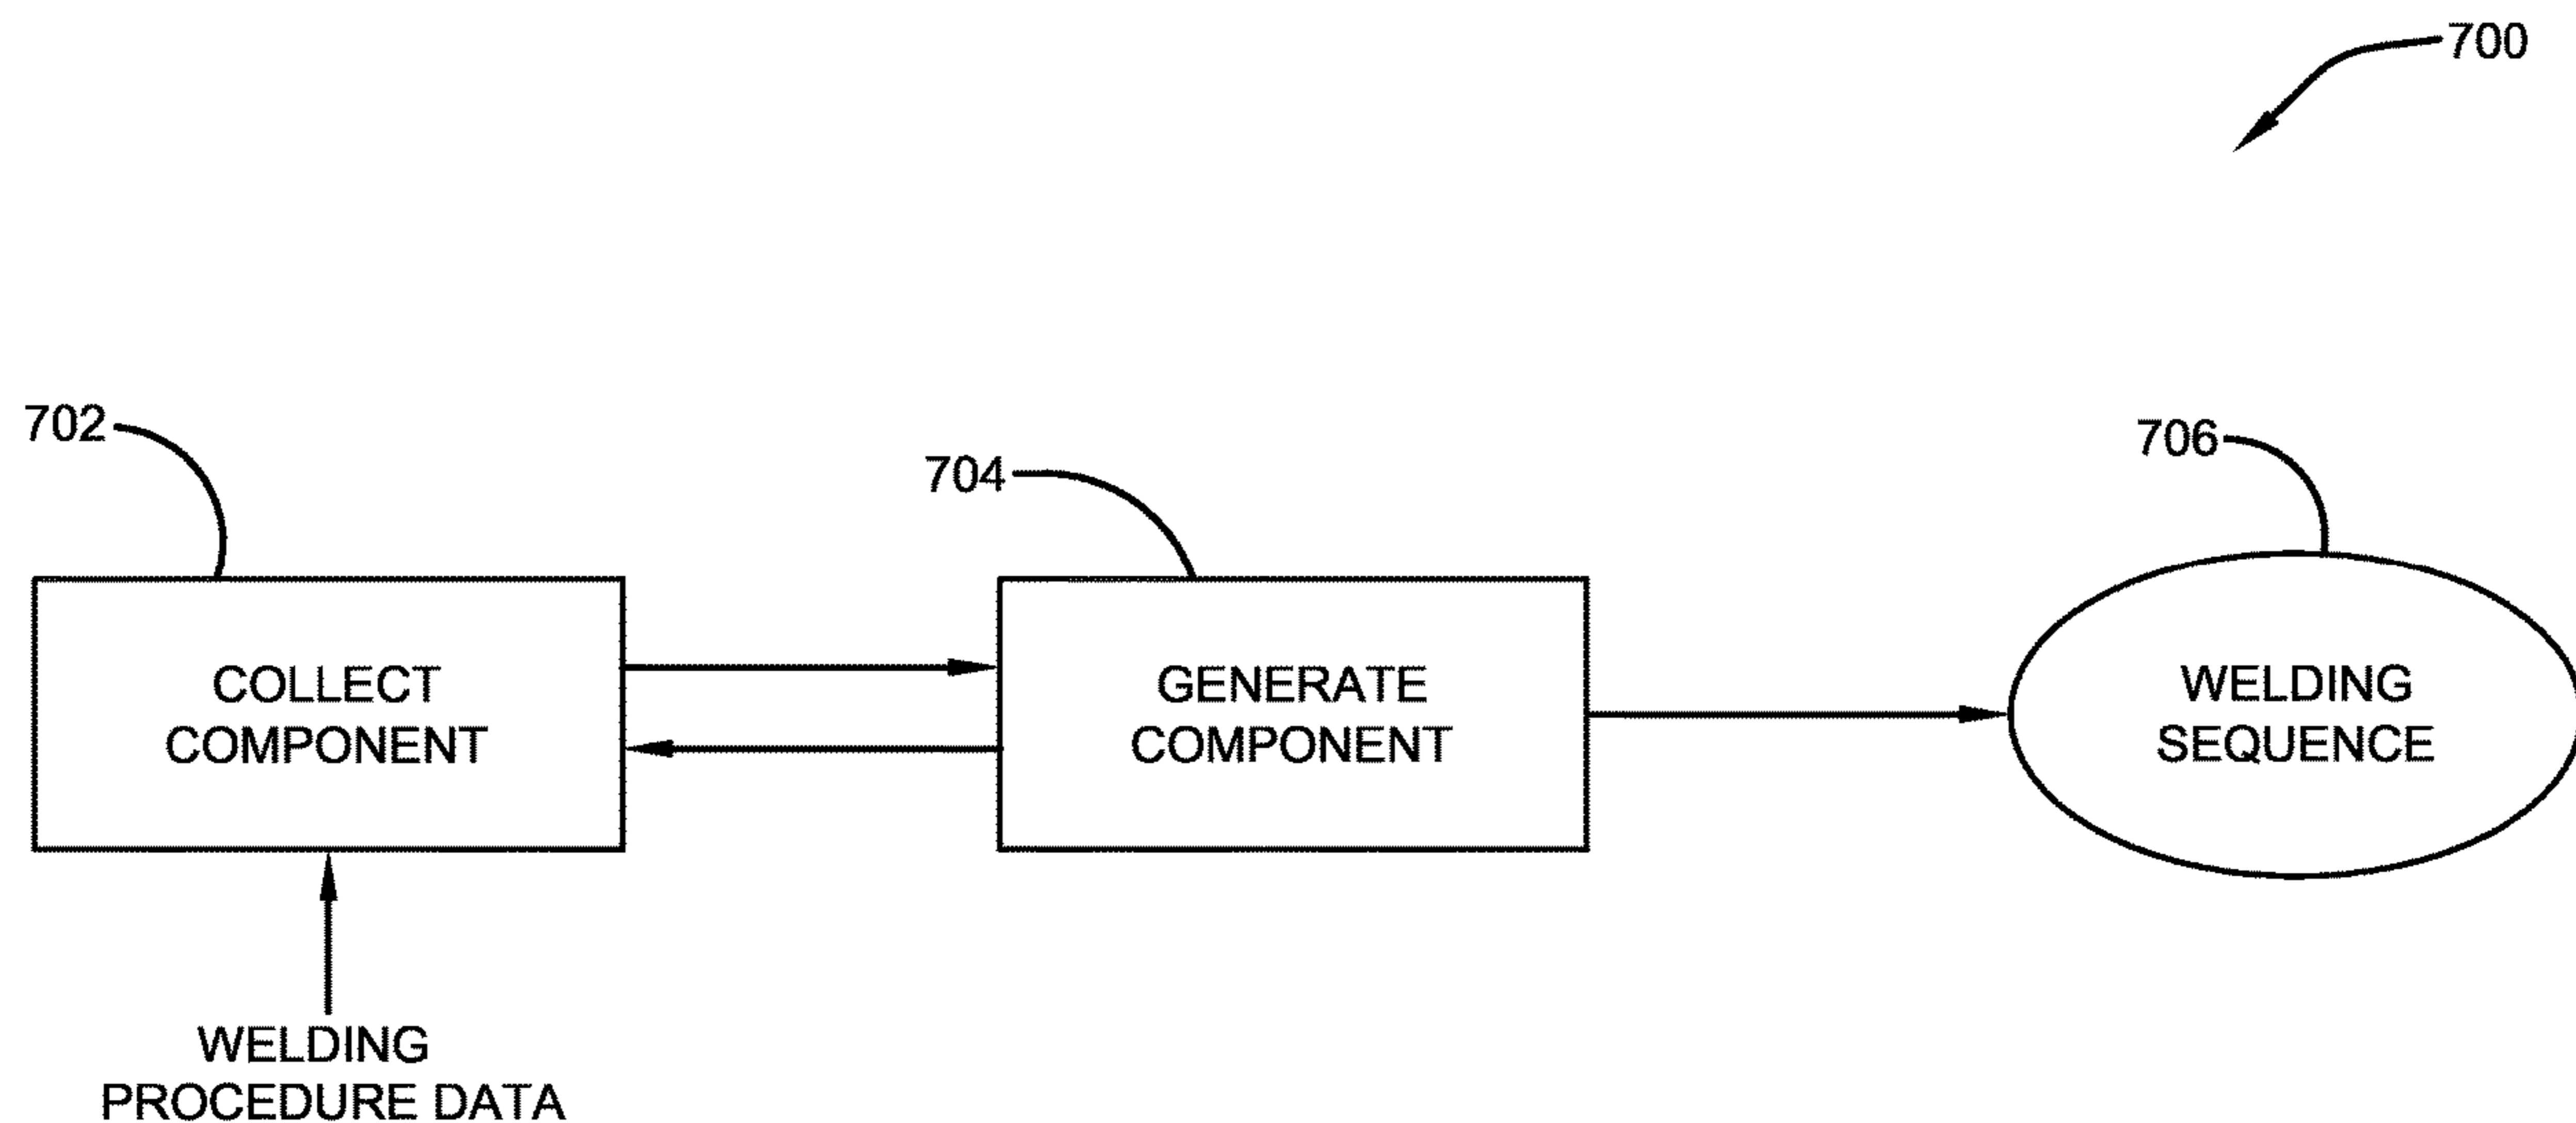 700
702
704
706
COLLECT
COMPONENT
GENERATE
COMPONENT
WELDING
SEQUENCE
WELDING
PROCEDURE DATA